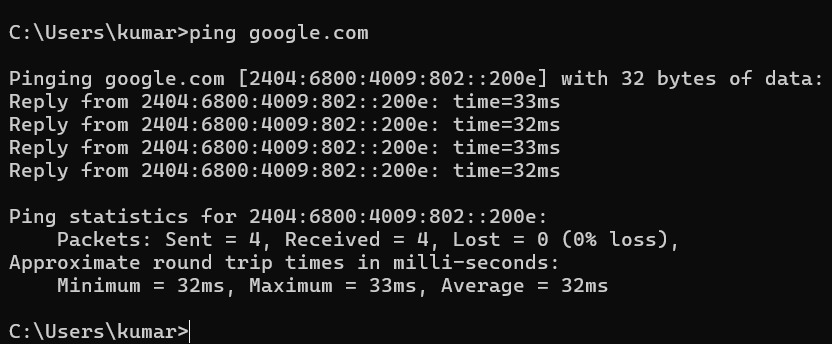 C:\Users\kumar>ping google.com
Pinging google.com [2404:6800:4009:802::200e] with 32 bytes of data:
Reply from 2404:6800:4009:802::200e: time=33ms
Reply from 2404:6800:4009:802::200e: time=32ms
Reply from 2404:6800:4009:802::200e: time=33ms
Reply from 2404:6800:4009:802::200e: time=32ms
Ping statistics for 2404:6800:4009:802::200e:
    Packets: Sent = 4, Received = 4, Lost = 0 (0% loss),
Approximate round trip times in milli-seconds:
    Minimum = 32ms, Maximum = 33ms, Average = 32ms
C:\Users\kumar>